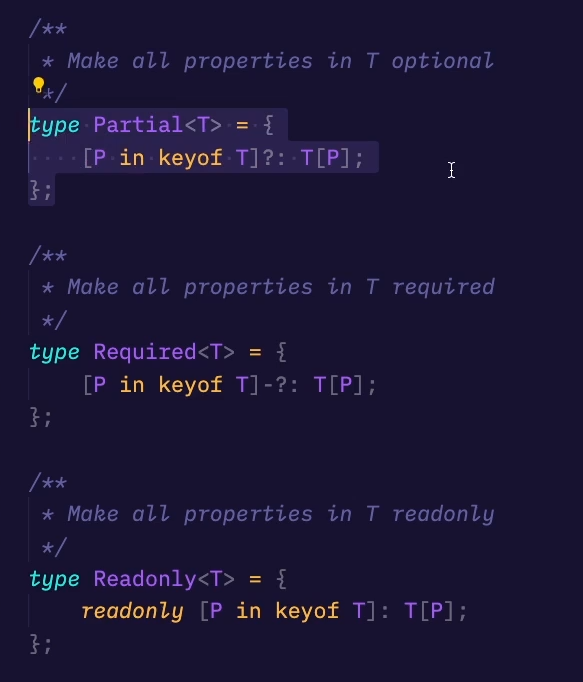 /**
 * Make all properties in T optional
 */
type Partial<T> = {
    [P in keyof T]?: T[P];
};

/**
 * Make all properties in T required
 */
type Required<T> = {
    [P in keyof T]-?: T[P];
};

/**
 * Make all properties in T readonly
 */
type Readonly<T> = {
    readonly [P in keyof T]: T[P];
};